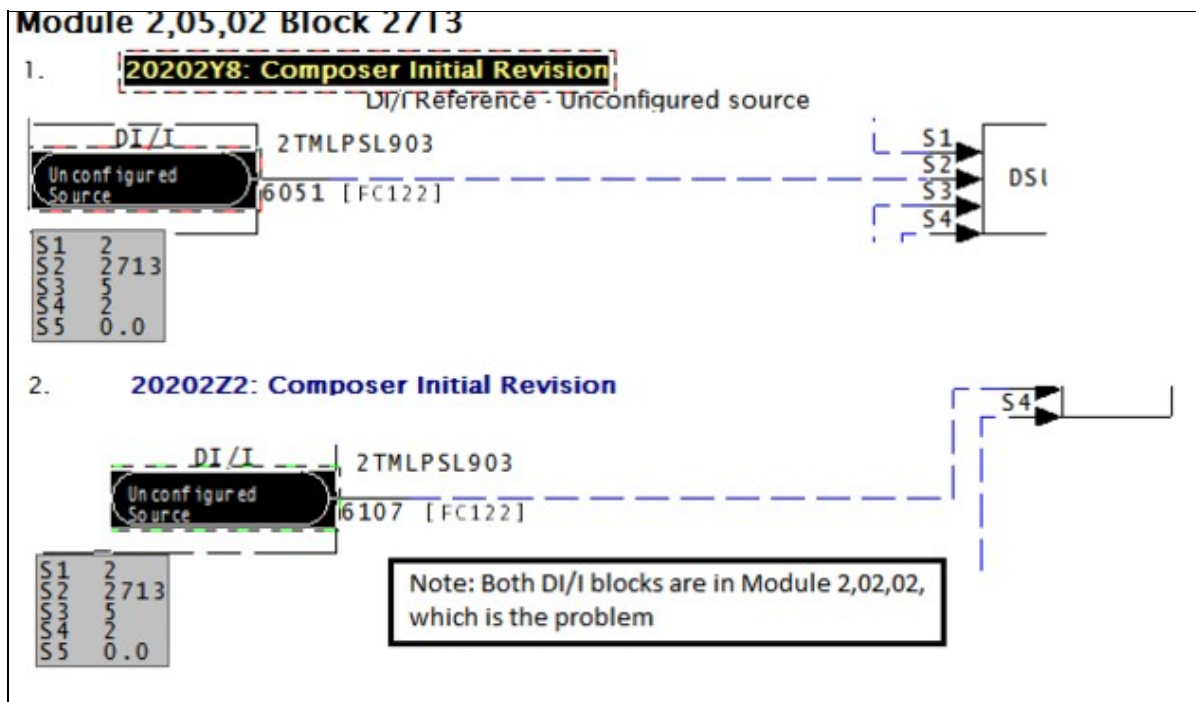 Module 2,05,02 Block 2713
1. 20202Y8: Composer Initial Revision
DI/I Reference - Unconfigured source
DI/I
2TMLPSL903
Unconfigured
Source
6051 [FC122]
S1
S2
S3
S4
DSU
S1 2
S2 2713
S3 5
S4 2
S5 0.0
2. 20202Z2: Composer Initial Revision
S4
DI/I
2TMLPSL903
Unconfigured
Source
6107 [FC122]
S1 2
S2 2713
S3 5
S4 2
S5 0.0
Note: Both DI/I blocks are in Module 2,02,02,
which is the problem